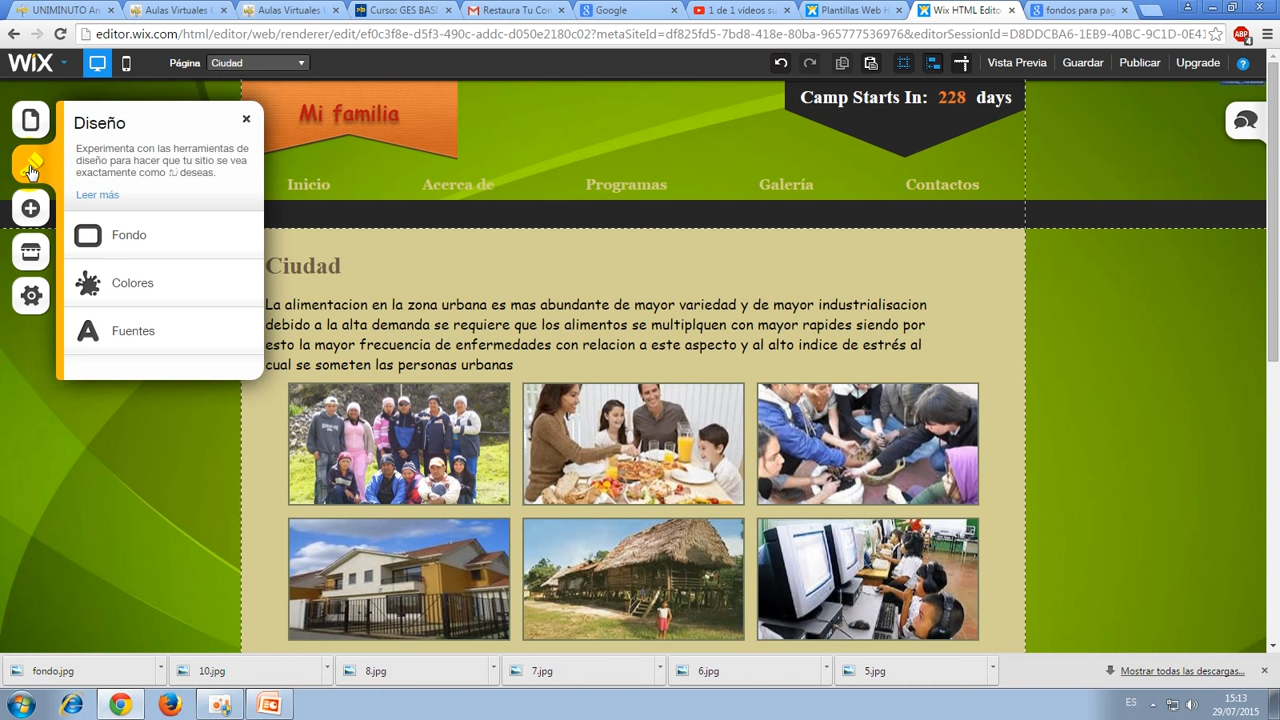 UNIMINUTO An
Aulas Virtuales U
Aulas Virtuales U
Curso: GES BASI
Restaura Tu Con
Google
1 de 1 vídeos su
Plantillas Web H
Wix HTML Edito
fondos para pag
editor.wix.com/html/editor/web/renderer/edit/ef0c3f8e-d5f3-490c-addc-d050c2182c02?metaSiteId=df825fd5-7bd8-418e-80ba-965777536976&editorSessionId=D8DDCBA6-1EB9-40BC-9C1D-0E41
ABP
4
WiX
Página
Ciudad
Vista Previa
Guardar
Publicar
Upgrade
?
Diseño
Experimenta con las herramientas de
diseño para hacer que tu sitio se vea
exactamente como tú deseas.
Leer más
Fondo
Colores
Fuentes
Mi familia
Camp Starts In: 228 days
Inicio
Acerca de
Programas
Galería
Contactos
Ciudad
La alimentacion en la zona urbana es mas abundante de mayor variedad y de mayor industrialisacion
debido a la alta demanda se requiere que los alimentos se multiplquen con mayor rapides siendo por
esto la mayor frecuencia de enfermedades con relacion a este aspecto y al alto indice de estrés al
cual se someten las personas urbanas
fondo.jpg
10.jpg
8.jpg
7.jpg
6.jpg
5.jpg
Mostrar todas las descargas...
ES
15:13
29/07/2015